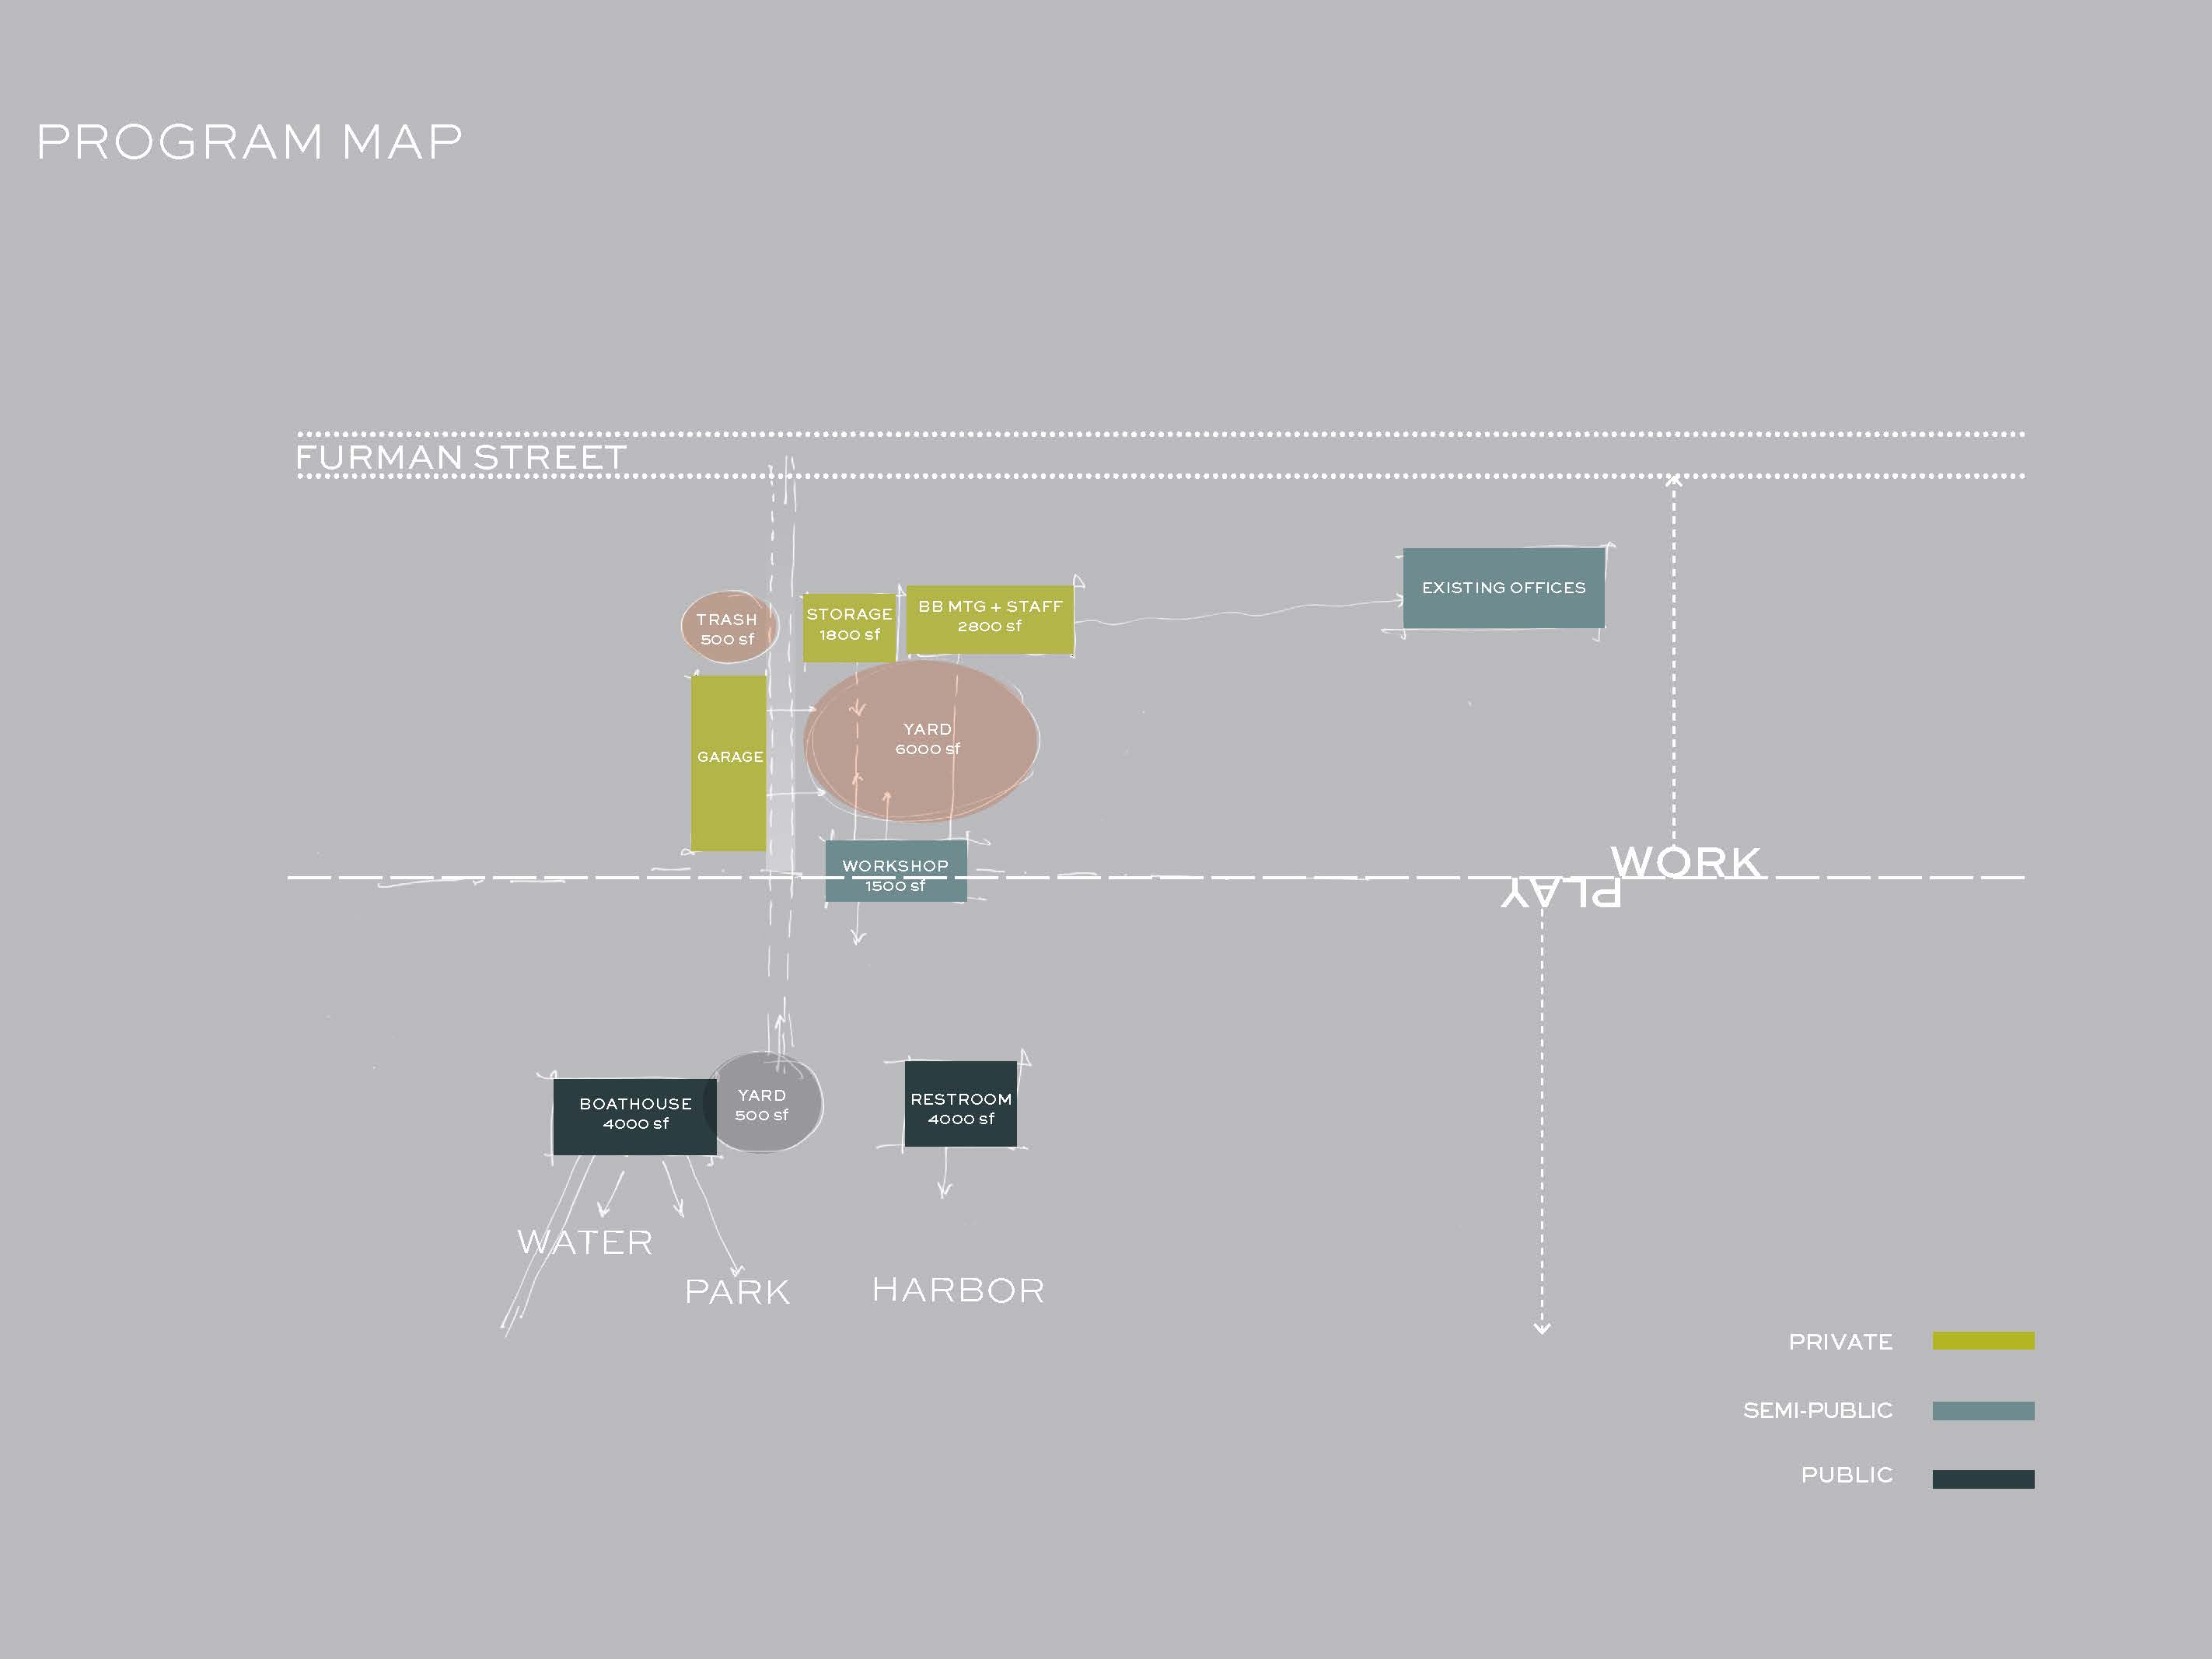 PROGRAM MAP
FURMAN STREET
EXISTING OFFICES
TRASH
500 sf
STORAGE
1800 sf
BB MTG + STAFF
2800 sf
GARAGE
YARD
6000 sf
WORKSHOP
1500 sf
WORK
PLAY
BOATHOUSE
4000 sf
YARD
500 sf
RESTROOM
4000 sf
WATER
PARK
HARBOR
PRIVATE
SEMI-PUBLIC
PUBLIC